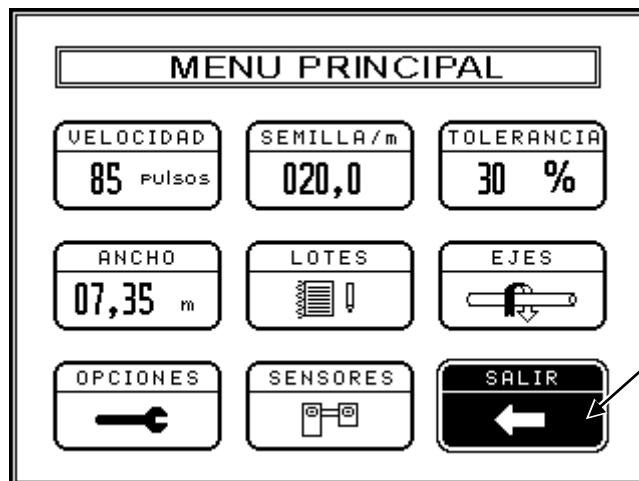 MENU PRINCIPAL
VELOCIDAD
85 Pulsos
SEMILLA/m
020,0
TOLERANCIA
30 %
ANCHO
07,35 m
LOTES
EJES
OPCIONES
SENSORES
SALIR